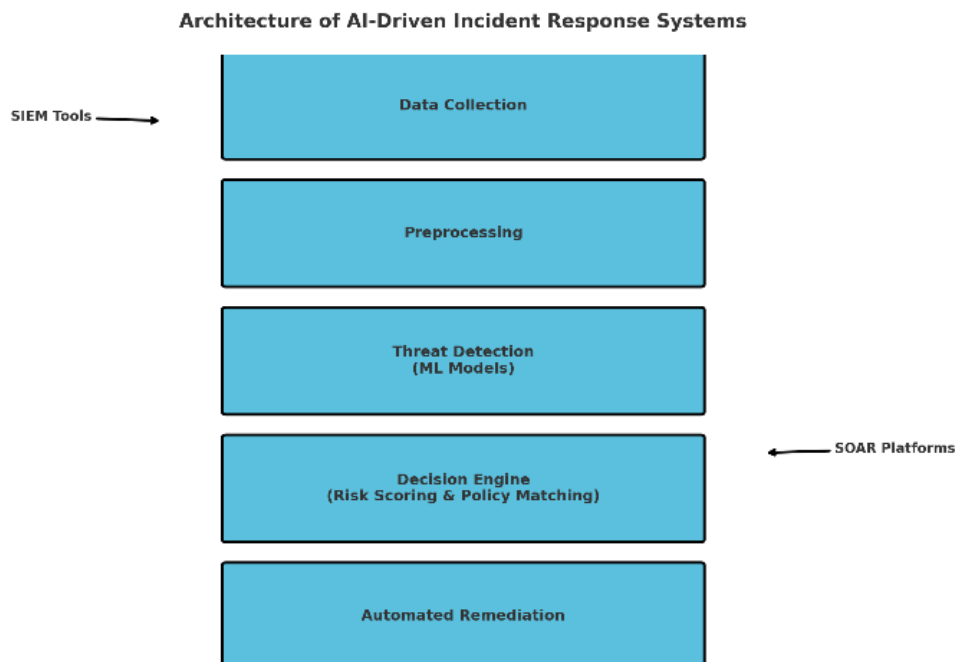 Architecture of AI-Driven Incident Response Systems
Data Collection
SIEM Tools
Preprocessing
Threat Detection
(ML Models)
SOAR Platforms
Decision Engine
(Risk Scoring & Policy Matching)
Automated Remediation